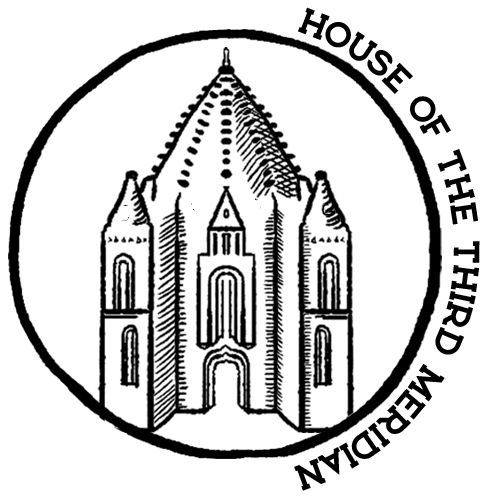 HOUSE OF THE THIRD MERIDIAN